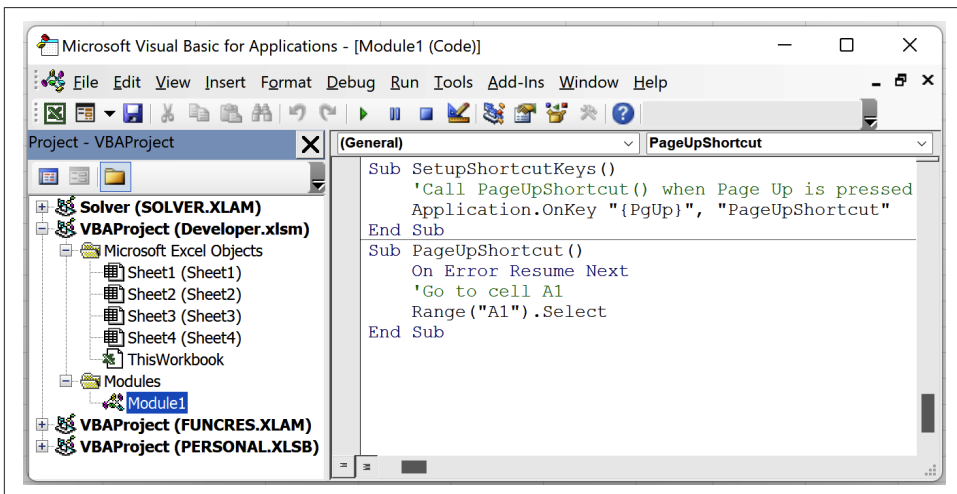 Microsoft Visual Basic for Applications - [Module1 (Code)]
File Edit View Insert Format Debug Run Tools Add-Ins Window Help
Project - VBAProject
(General)
PageUpShortcut
Solver (SOLVER.XLAM)
VBAProject (Developer.xlsm)
Microsoft Excel Objects
Sheet1 (Sheet1)
Sheet2 (Sheet2)
Sheet3 (Sheet3)
Sheet4 (Sheet4)
ThisWorkbook
Modules
Module1
VBAProject (FUNCRES.XLAM)
VBAProject (PERSONAL.XLSB)
Sub SetupShortcutKeys()
'Call PageUpShortcut() when Page Up is pressed
Application.OnKey "{PgUp}", "PageUpShortcut"
End Sub
Sub PageUpShortcut()
On Error Resume Next
'Go to cell A1
Range("A1").Select
End Sub